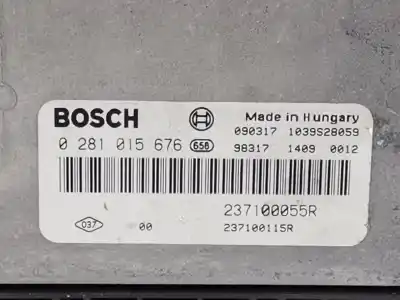 BOSCH
Made in Hungary
090317 1039S28059
0 281 015 676 656
98317 1409 0012
237100055R
037 00 237100115R